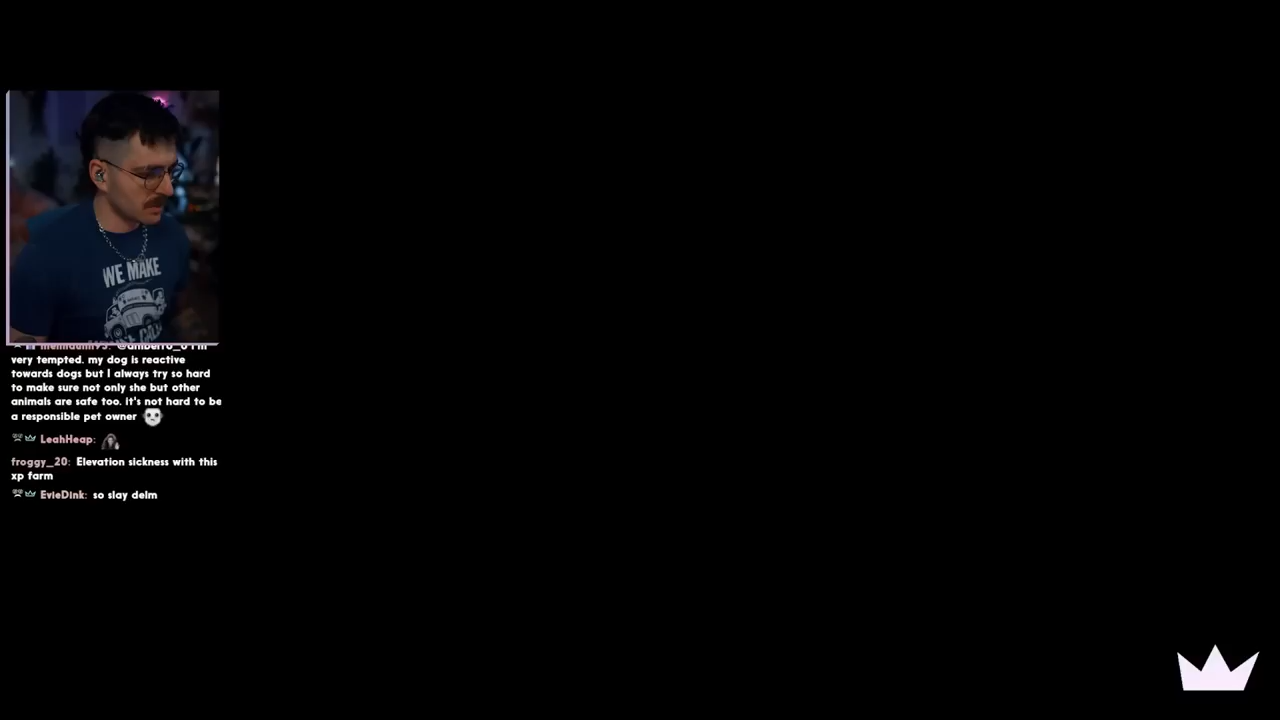 WE MAKE
very tempted. my dog is reactive
towards dogs but I always try so hard
to make sure not only she but other
animals are safe too. it's not hard to be
a responsible pet owner
LeahHeap:
froggy_20: Elevation sickness with this
xp farm
EvieDink: so slay delm